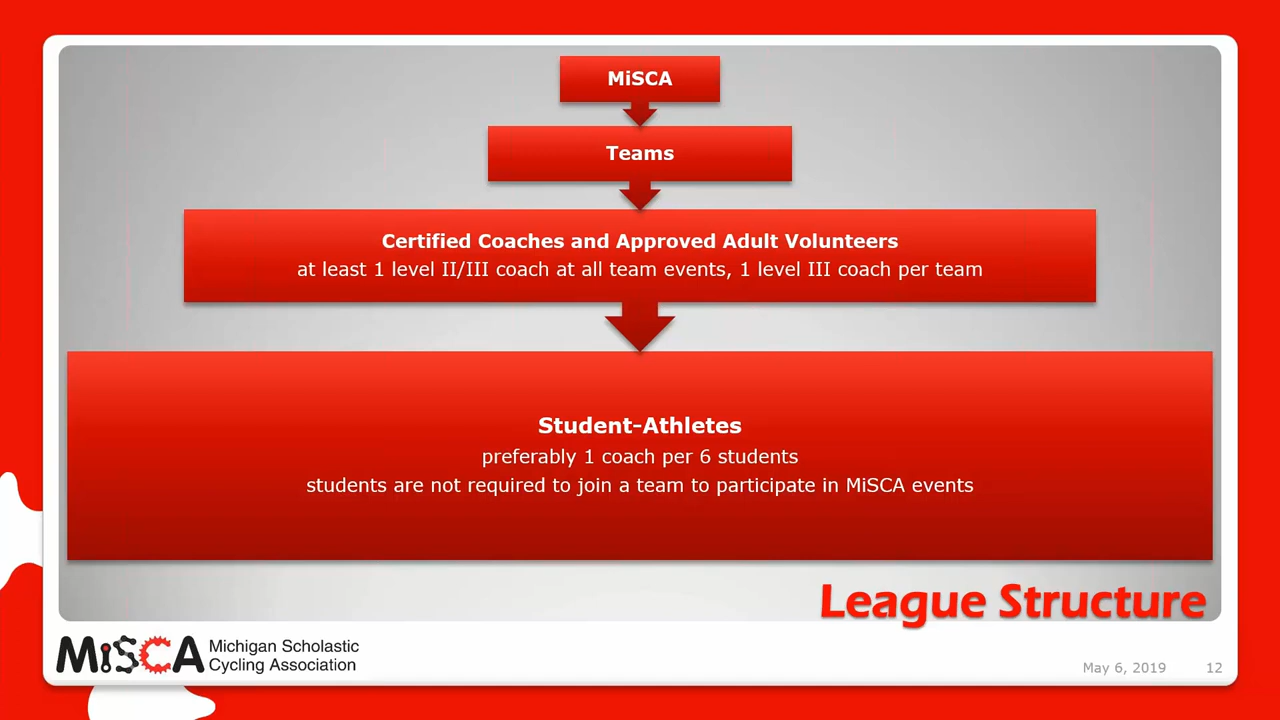 MiSCA
Teams
Certified Coaches and Approved Adult Volunteers
at least 1 level II/III coach at all team events, 1 level III coach per team
Student-Athletes
preferably 1 coach per 6 students
students are not required to join a team to participate in MiSCA events
League Structure
MiSCA
Michigan Scholastic
Cycling Association
May 6, 2019 12